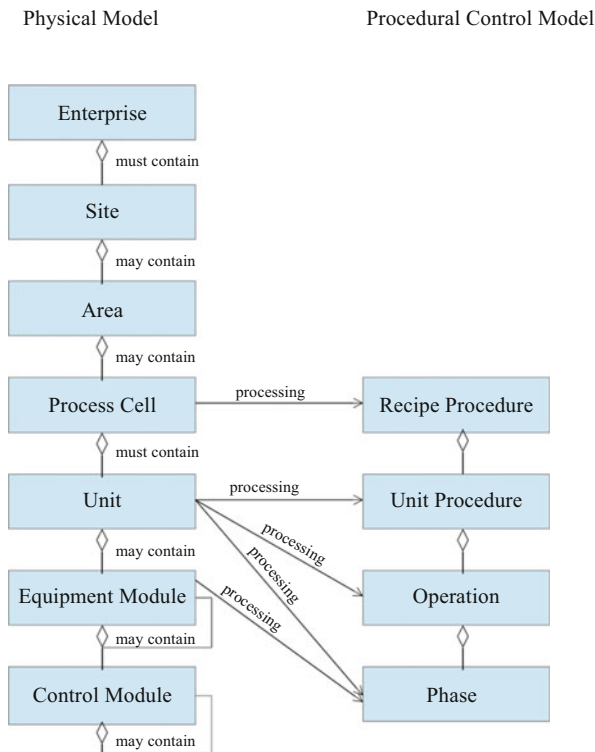 Physical Model
Procedural Control Model
Enterprise
must contain
Site
may contain
Area
may contain
Process Cell
processing
Recipe Procedure
must contain
Unit
processing
Unit Procedure
processing
processing
may contain
Equipment Module
processing
Operation
may contain
Control Module
Phase
may contain